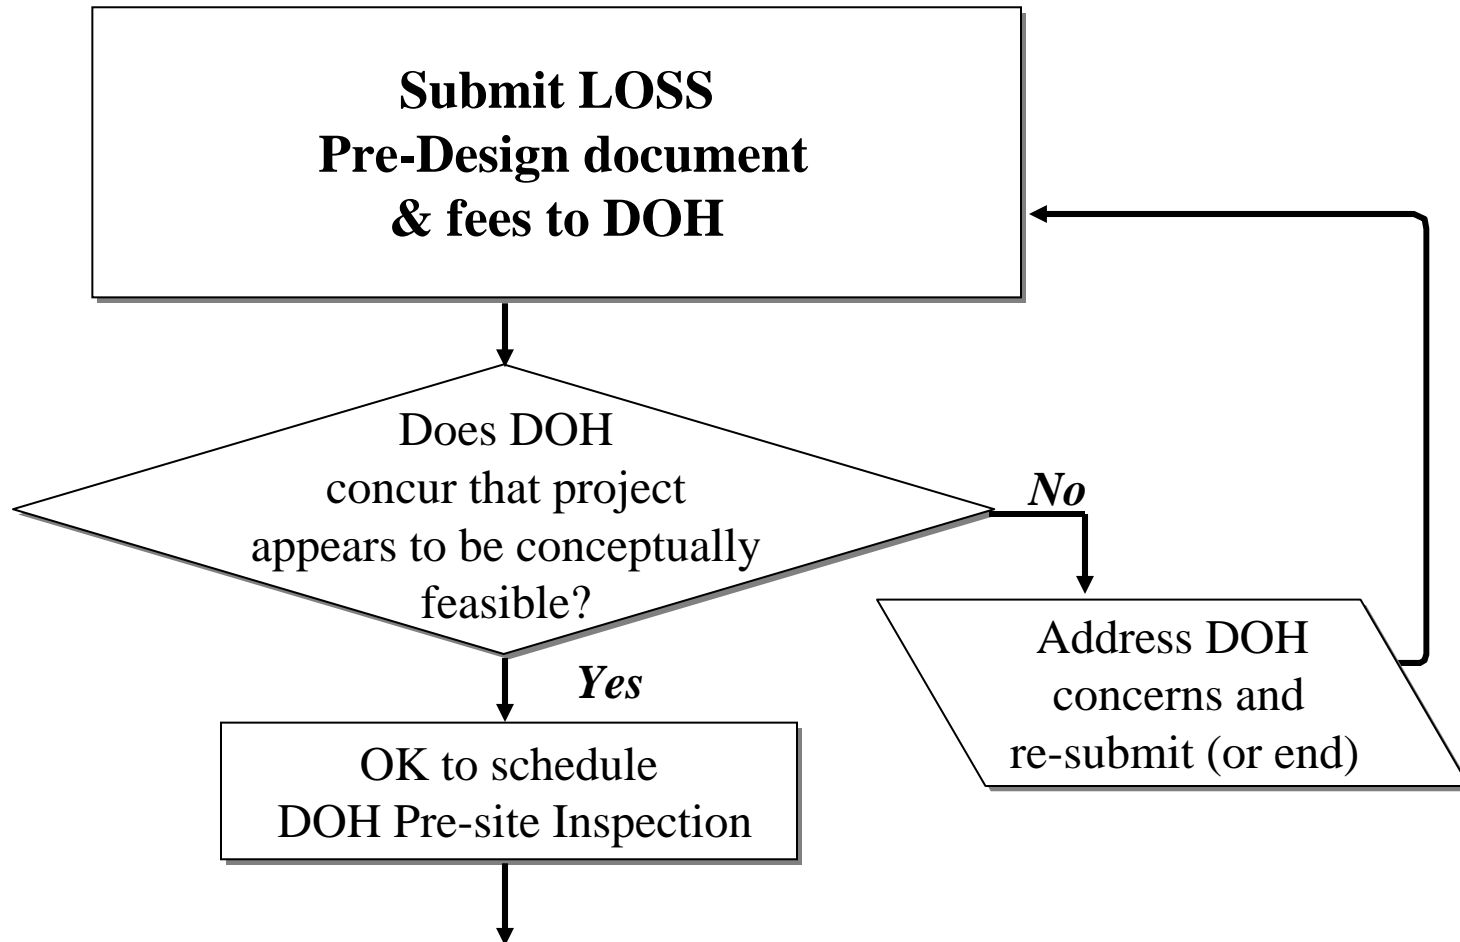 Submit LOSS
Pre-Design document
& fees to DOH
Does DOH
concur that project
appears to be conceptually
feasible?
No
Address DOH
concerns and
re-submit (or end)
Yes
OK to schedule
DOH Pre-site Inspection